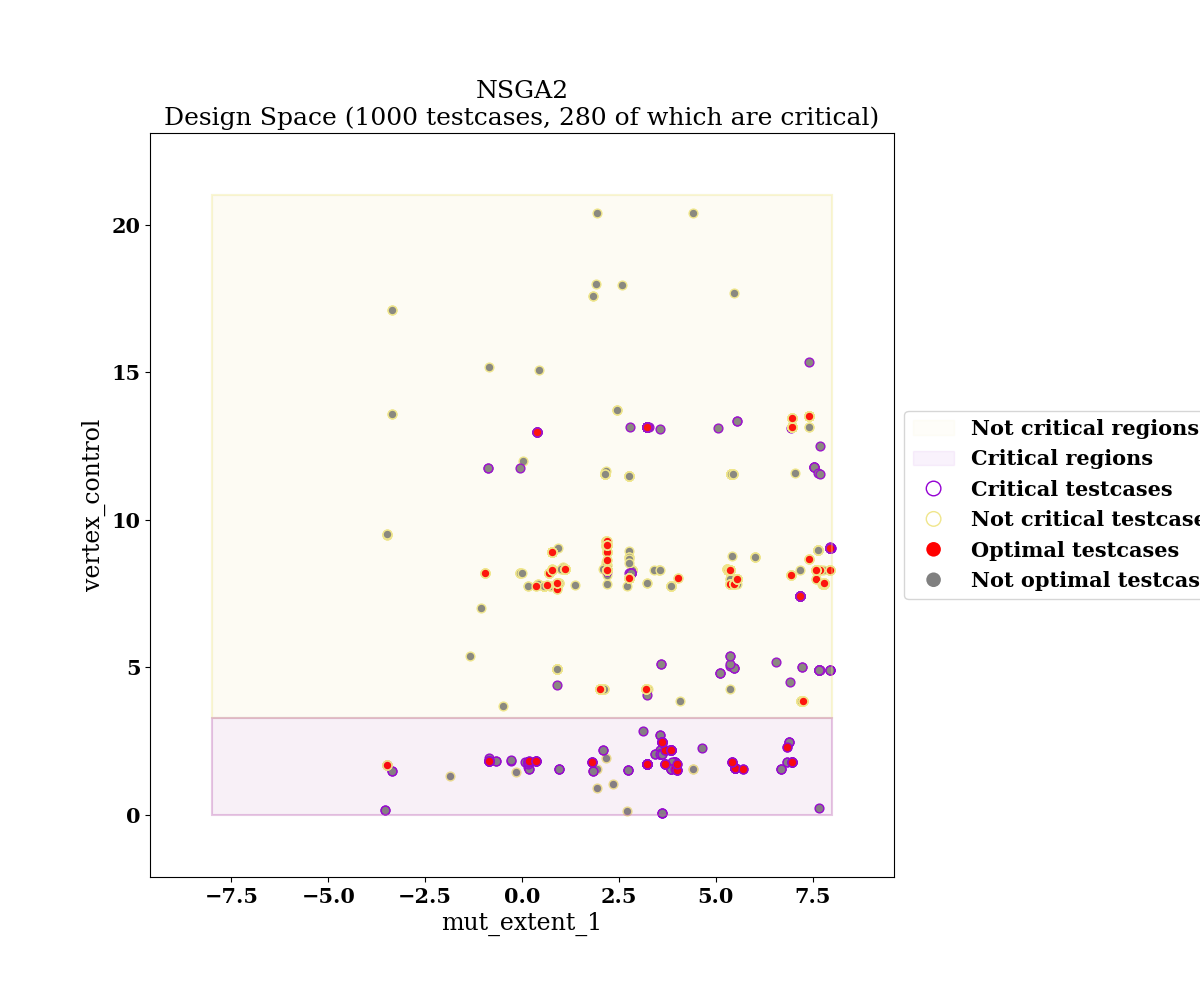 NSGA2
Design Space (1000 testcases, 280 of which are critical)
vertex_control
20
15
10
5
0
−7.5
−5.0
−2.5
0.0
2.5
5.0
7.5
mut_extent_1
Not critical regions
Critical regions
Critical testcases
Not critical testcase
Optimal testcases
Not optimal testcas